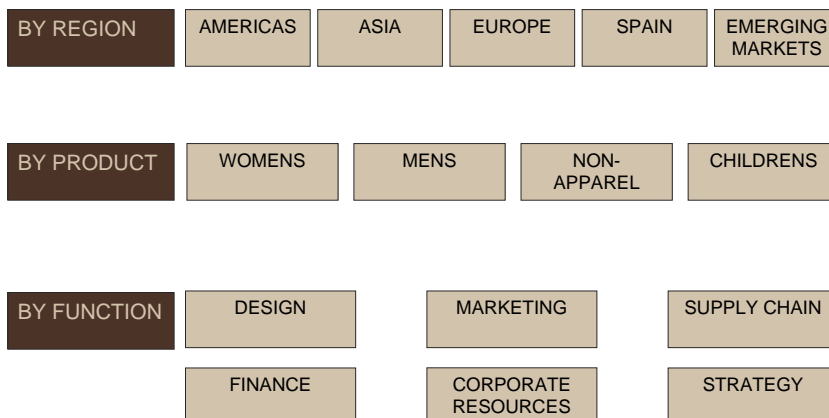 BY REGION
AMERICAS
ASIA
EUROPE
SPAIN
EMERGING
MARKETS
BY PRODUCT
WOMENS
MENS
NON-
APPAREL
CHILDRENS
BY FUNCTION
DESIGN
MARKETING
SUPPLY CHAIN
FINANCE
CORPORATE
RESOURCES
STRATEGY